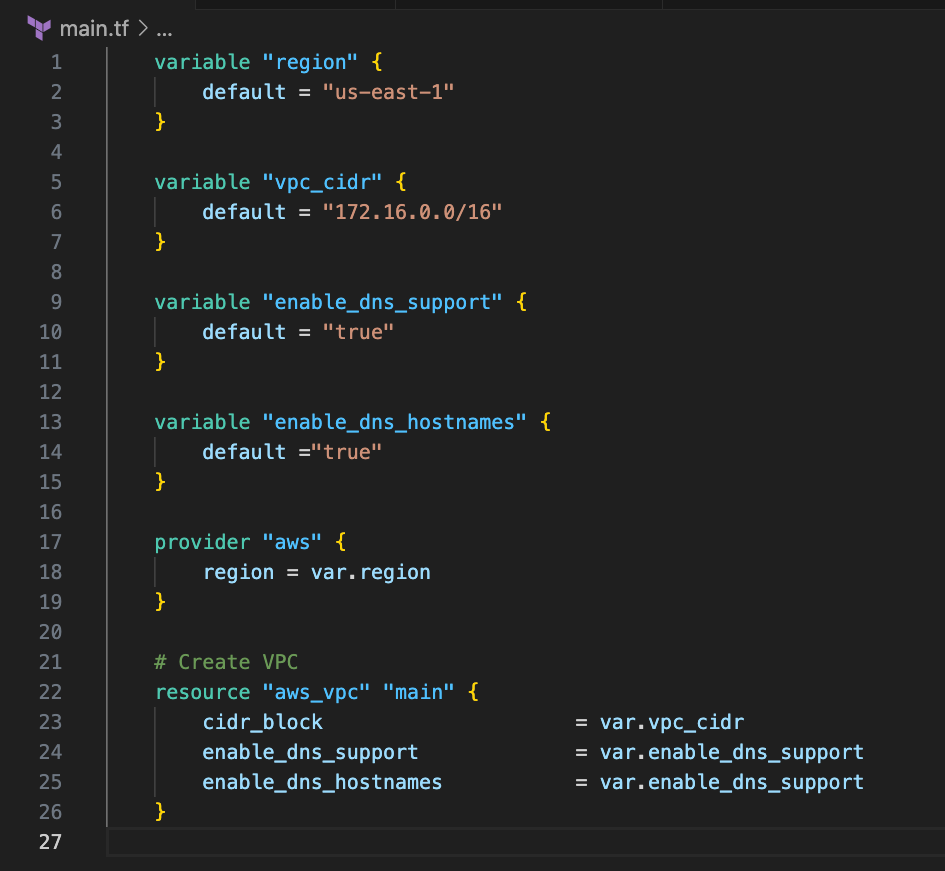 main.tf > ...
1 variable "region" {
2 default = "us-east-1"
3 }
4
5 variable "vpc_cidr" {
6 default = "172.16.0.0/16"
7 }
8
9 variable "enable_dns_support" {
10 default = "true"
11 }
12
13 variable "enable_dns_hostnames" {
14 default ="true"
15 }
16
17 provider "aws" {
18 region = var.region
19 }
20
21 # Create VPC
22 resource "aws_vpc" "main" {
23 cidr_block = var.vpc_cidr
24 enable_dns_support = var.enable_dns_support
25 enable_dns_hostnames = var.enable_dns_support
26 }
27